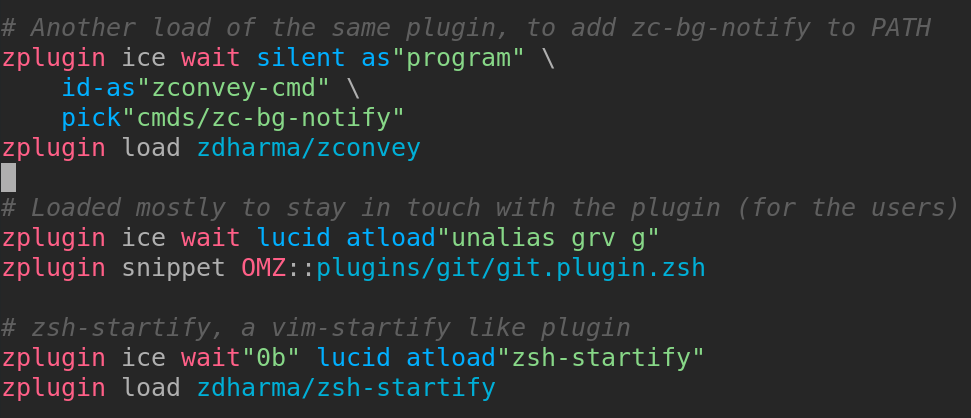 # Another load of the same plugin, to add zc-bg-notify to PATH
zplugin ice wait silent as"program" \
    id-as"zconvey-cmd" \
    pick"cmds/zc-bg-notify"
zplugin load zdharma/zconvey
# Loaded mostly to stay in touch with the plugin (for the users)
zplugin ice wait lucid atload"unalias grv g"
zplugin snippet OMZ::plugins/git/git.plugin.zsh
# zsh-startify, a vim-startify like plugin
zplugin ice wait"0b" lucid atload"zsh-startify"
zplugin load zdharma/zsh-startify